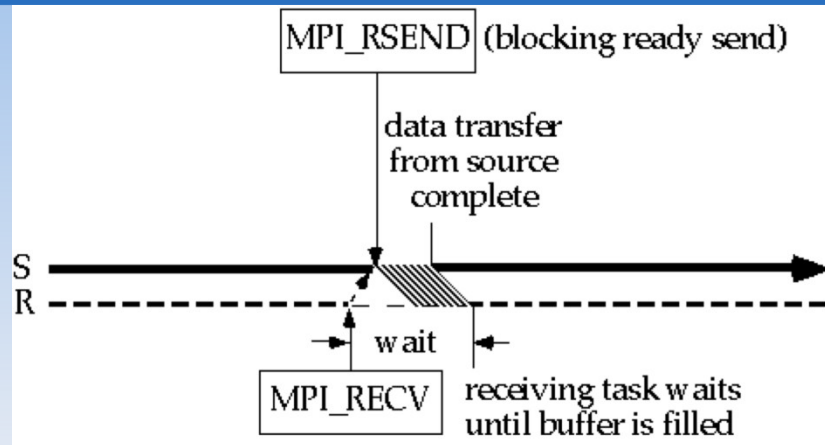 MPI_RSEND (blocking ready send)
data transfer
from source
complete
S
R
wait
MPI_RECV
receiving task waits
until buffer is filled